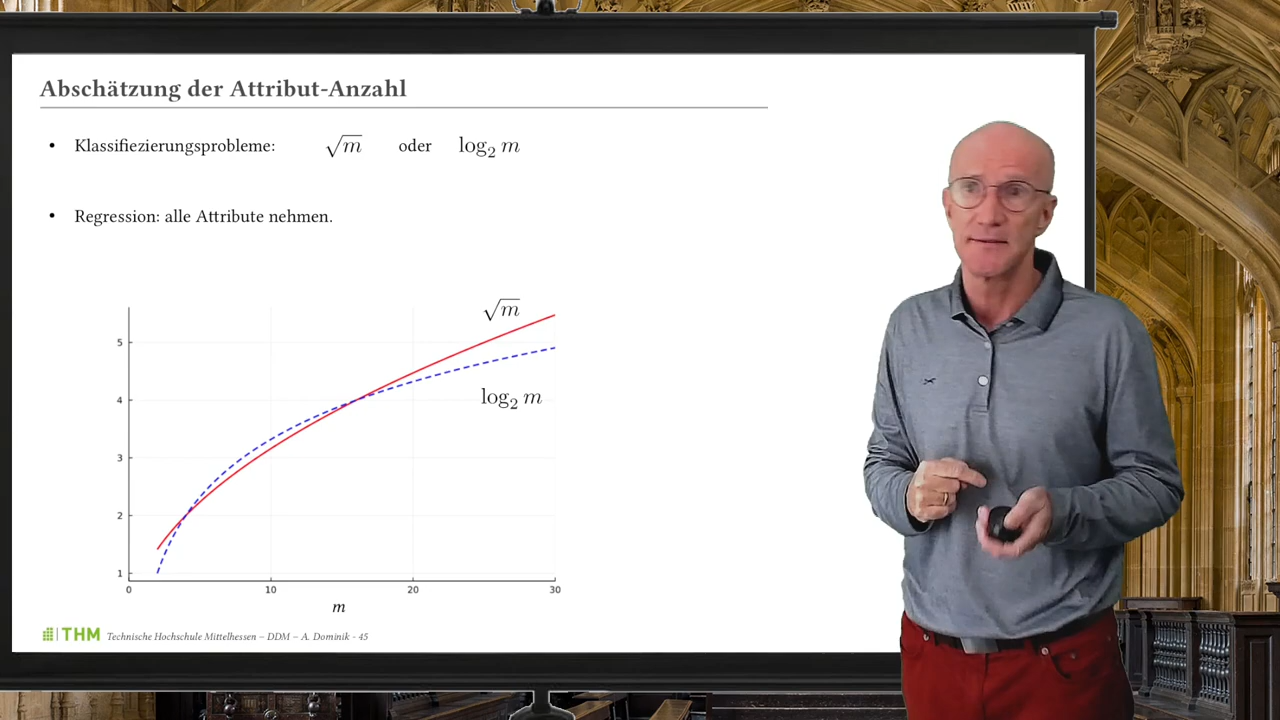 Abschätzung der Attribut-Anzahl
• Klassifiezierungsprobleme: √m oder log₂ m
• Regression: alle Attribute nehmen.
√m
log₂ m
5
4
3
2
1
0 10 20 30
m
THM Technische Hochschule Mittelhessen – DDM – A. Dominik - 45